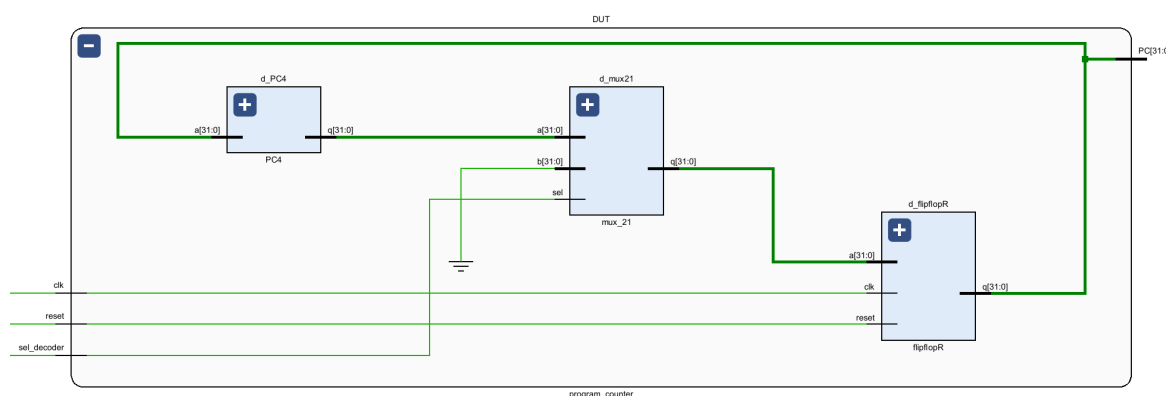 DUT
PC[31:0
d_PC4
a[31:0]
q[31:0]
PC4
d_mux21
a[31:0]
b[31:0]
sel
q[31:0]
mux_21
d_flipflopR
a[31:0]
clk
reset
q[31:0]
flipflopR
clk
reset
sel_decoder
program_counter